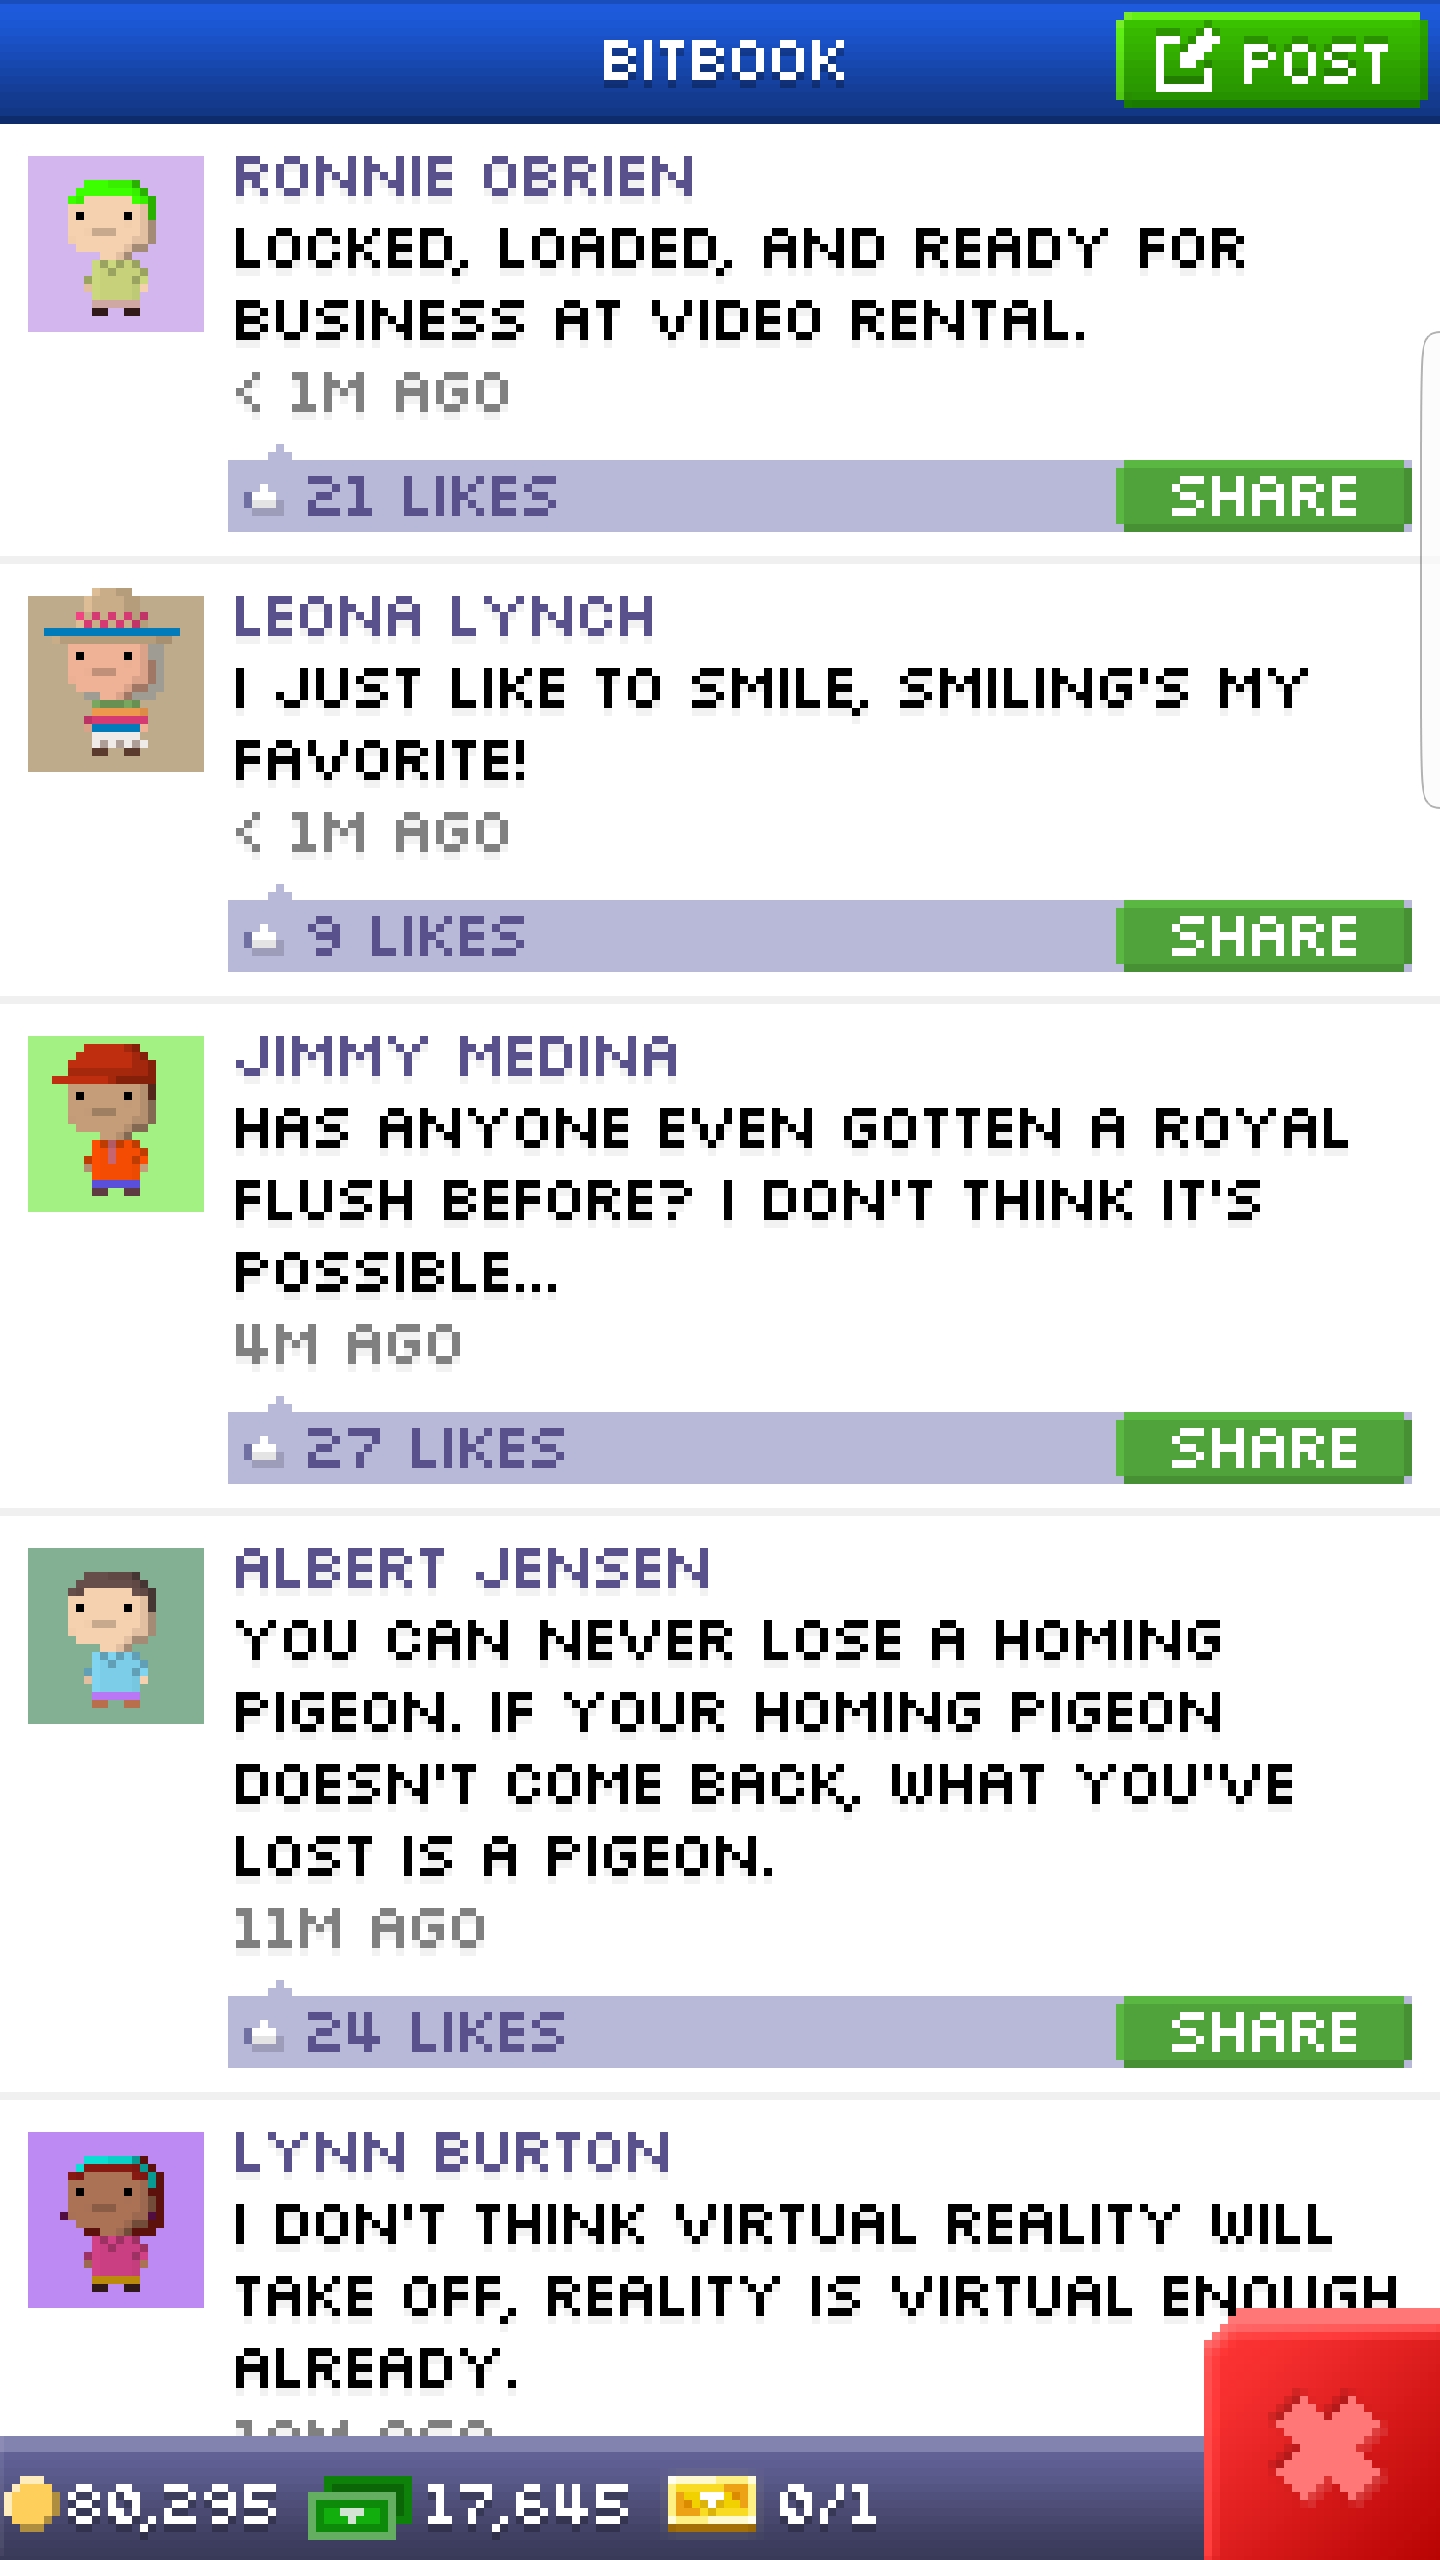 BITBOOK
POST
RONNIE OBRIEN
LOCKED, LOADED, AND READY FOR
BUSINESS AT VIDEO RENTAL.
< 1M AGO
21 LIKES
SHARE
LEONA LYNCH
I JUST LIKE TO SMILE, SMILING'S MY
FAVORITE!
< 1M AGO
9 LIKES
SHARE
JIMMY MEDINA
HAS ANYONE EVEN GOTTEN A ROYAL
FLUSH BEFORE? I DON'T THINK IT'S
POSSIBLE...
4M AGO
27 LIKES
SHARE
ALBERT JENSEN
YOU CAN NEVER LOSE A HOMING
PIGEON. IF YOUR HOMING PIGEON
DOESN'T COME BACK, WHAT YOU'VE
LOST IS A PIGEON.
11M AGO
24 LIKES
SHARE
LYNN BURTON
I DON'T THINK VIRTUAL REALITY WILL
TAKE OFF, REALITY IS VIRTUAL ENOUGH
ALREADY.
AGO
80,295
17,645
0/1